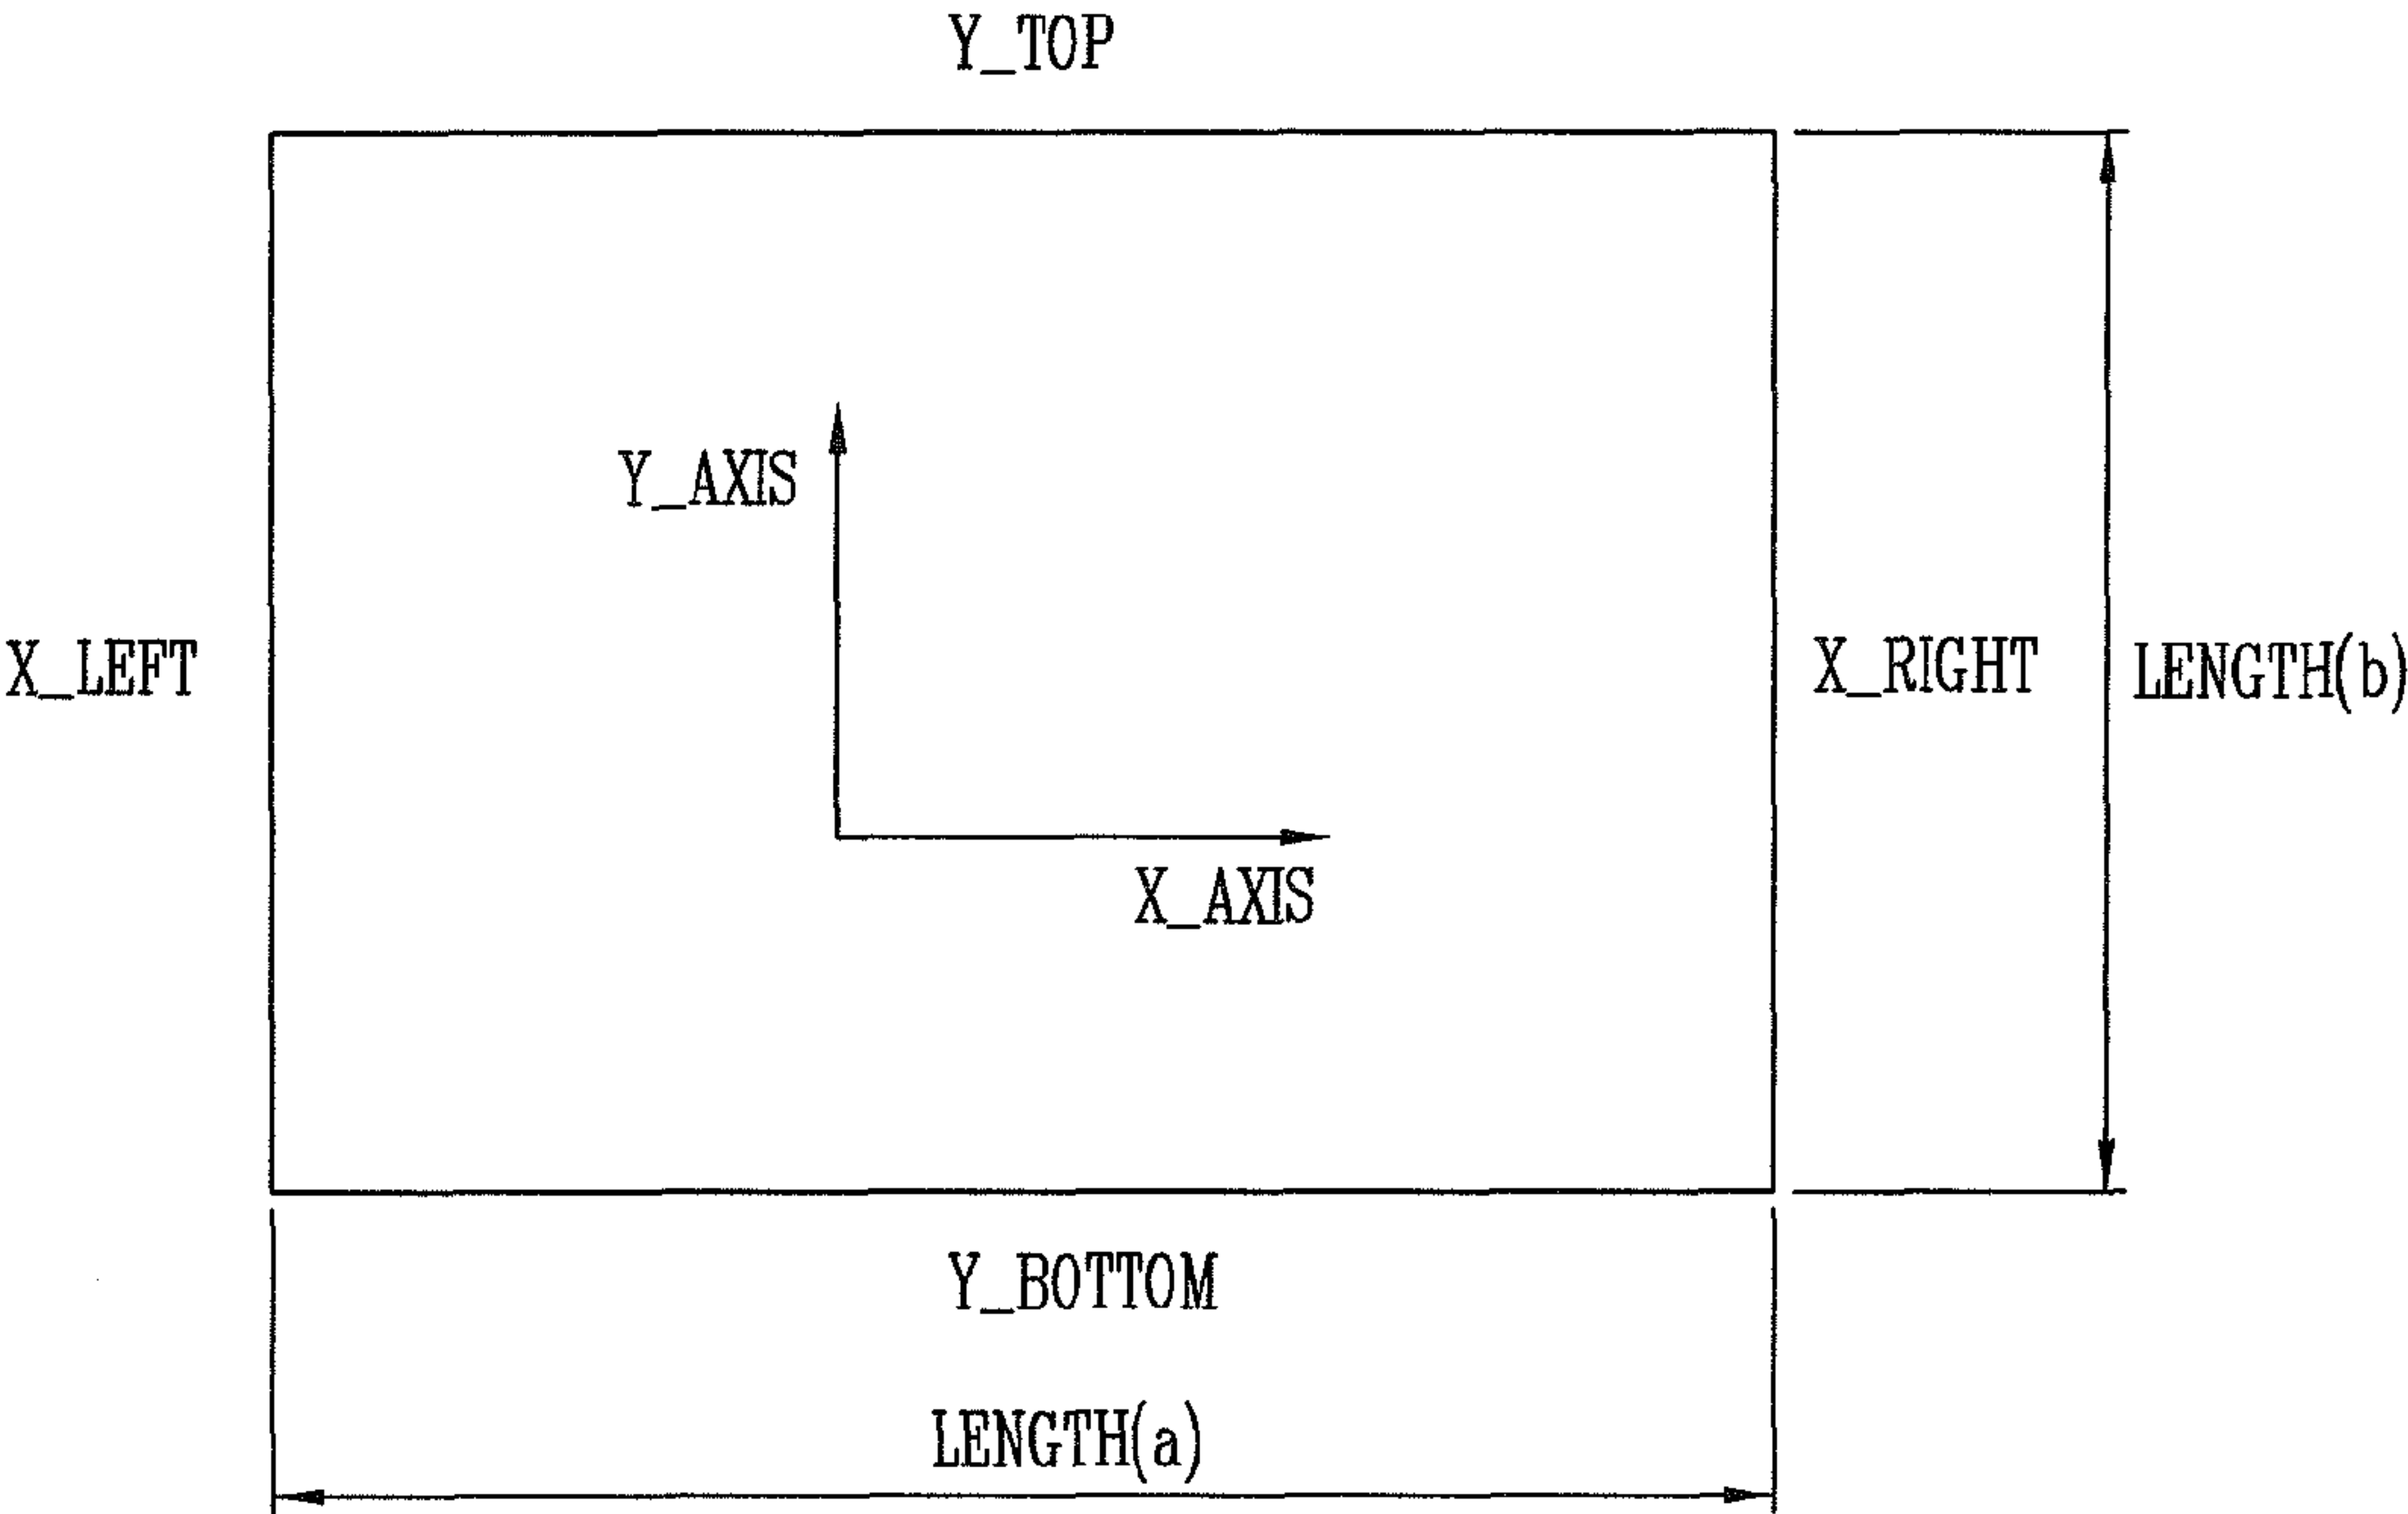 Y_TOP
Y_AXIS
X_LEFT
X_RIGHT
LENGTH(b)
X_AXIS
Y_BOTTOM
LENGTH(a)